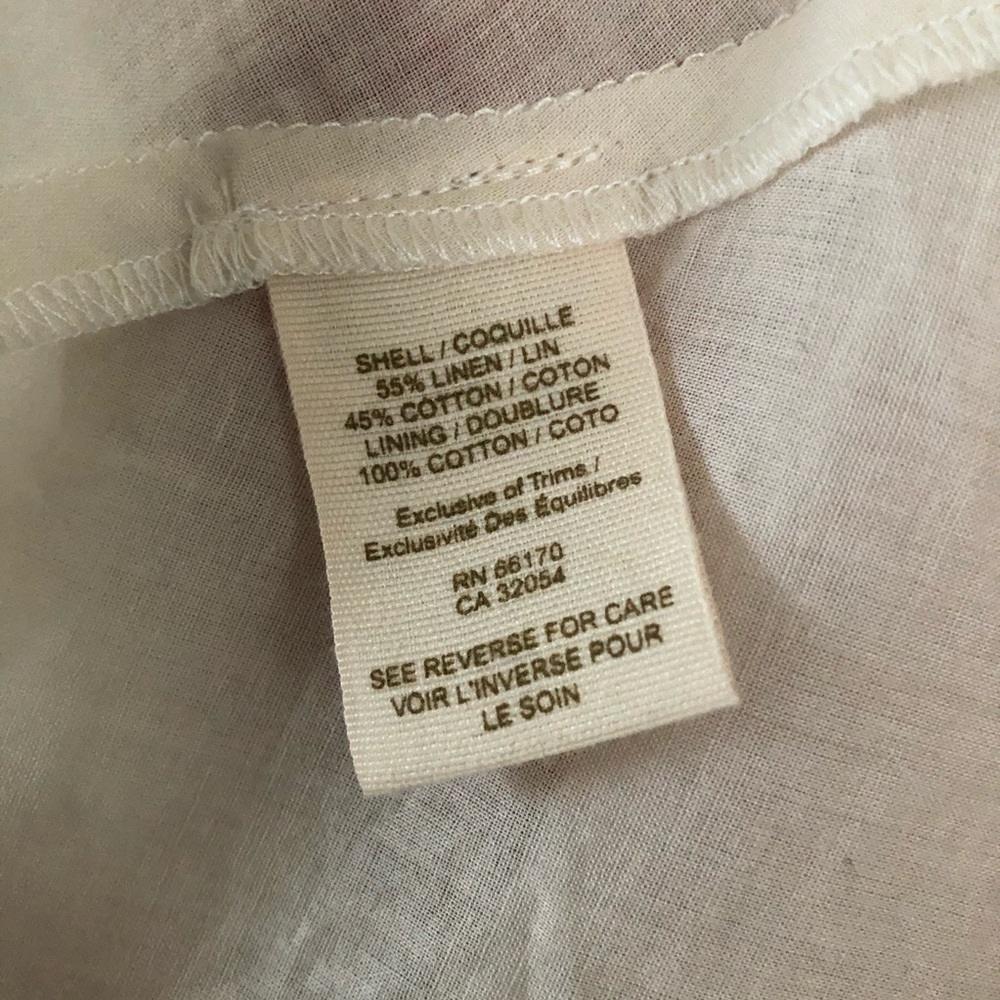 SHELL / COQUILLE
55% LINEN / LIN
45% COTTON / COTON
LINING / DOUBLURE
100% COTTON / COTO
Exclusive of Trims /
Exclusivité Des Équilibres
RN 66170
CA 32054
SEE REVERSE FOR CARE
VOIR L'INVERSE POUR
LE SOIN